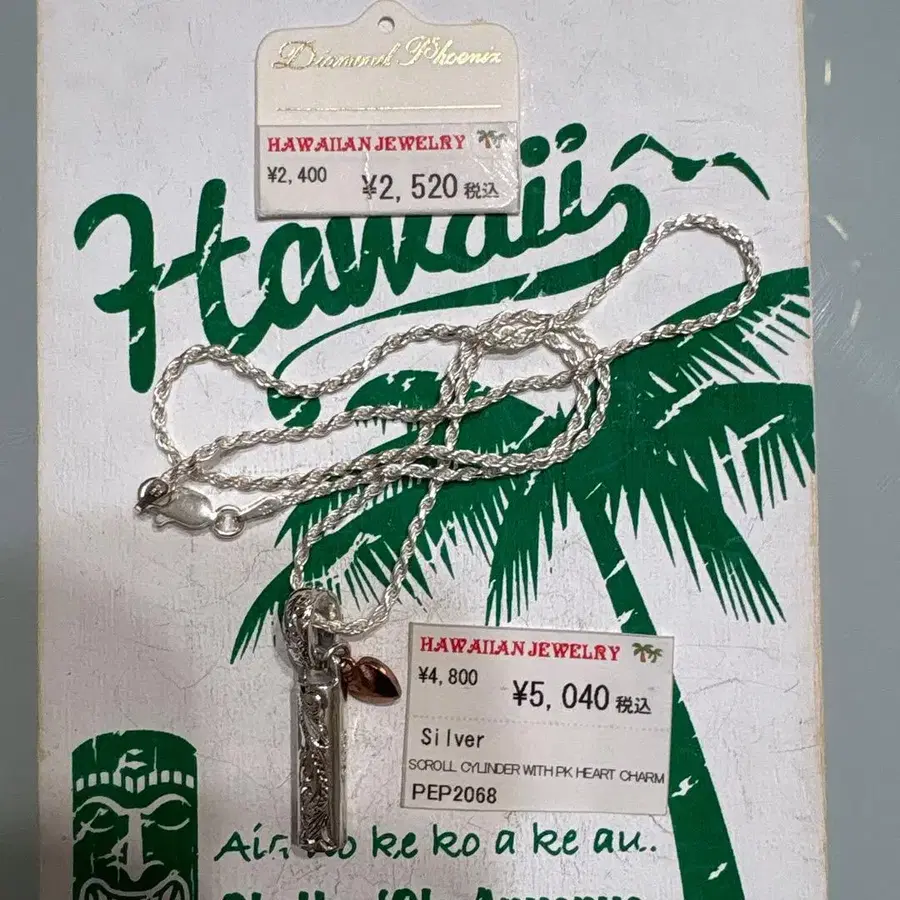 Diamond Phoenix
HAWAIIAN JEWELRY
¥2,400
¥2,520 税込
Hawaii
HAWAIIAN JEWELRY
¥4,800
¥5,040 税込
Silver
SCROLL CYLINDER WITH PK HEART CHARM
PEP2068
ke ko a ke au.